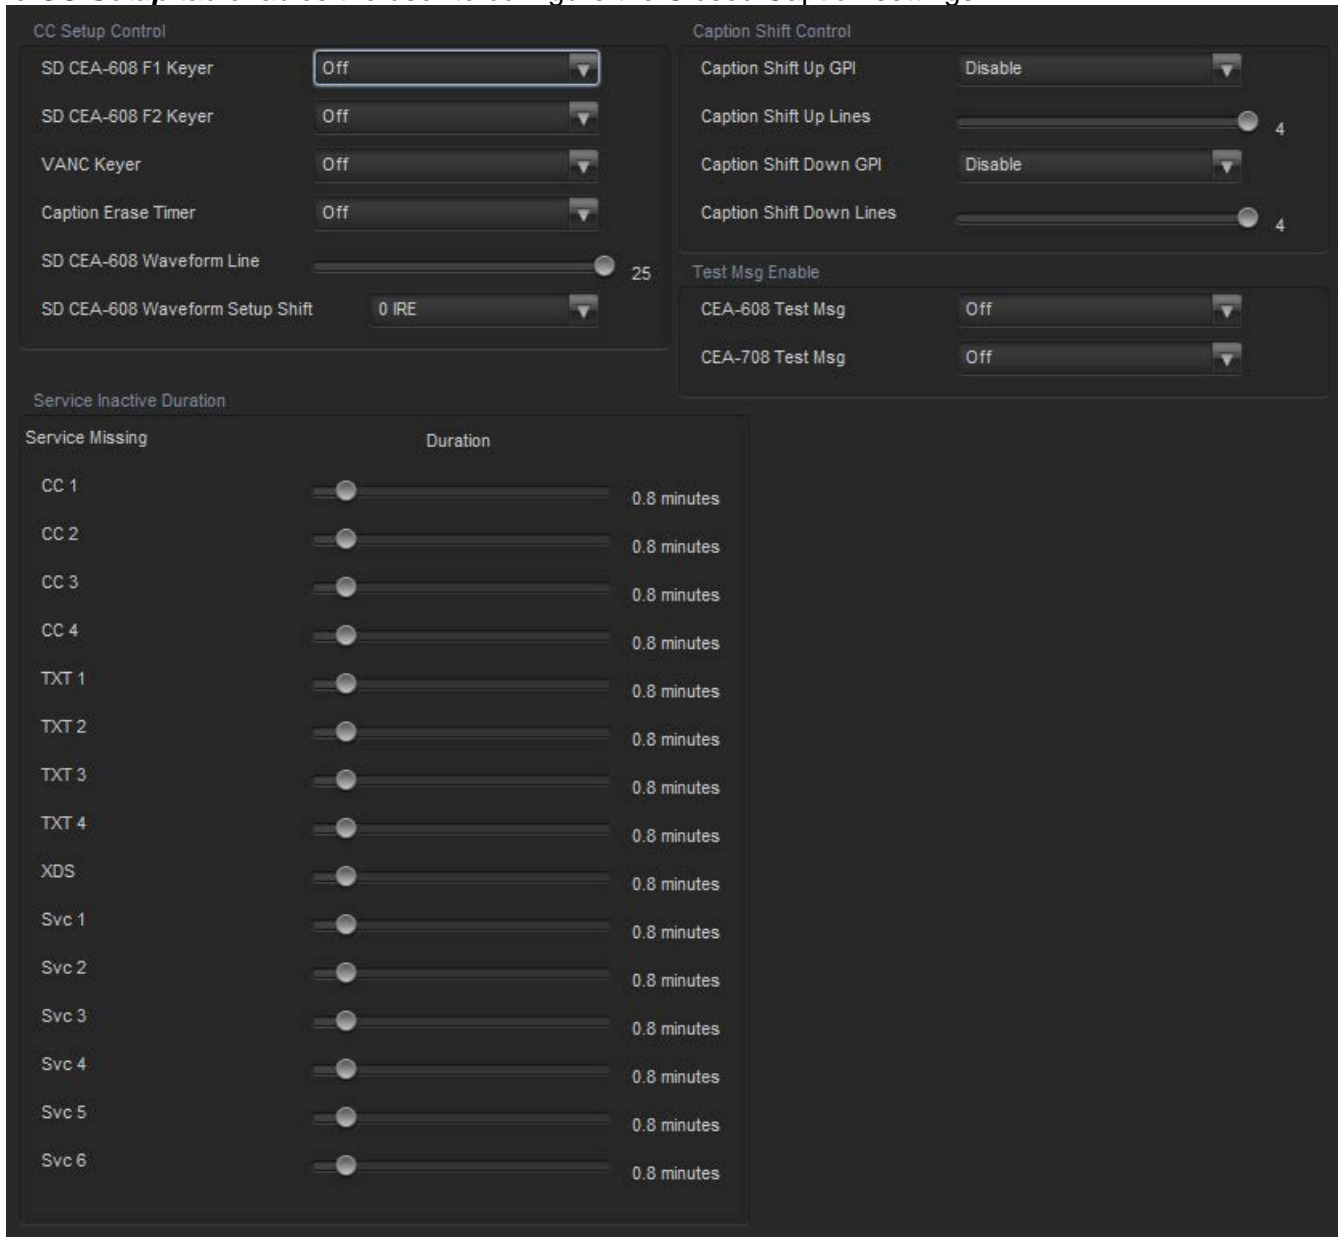 CC Setup Control
SD CEA-608 F1 Keyer Off
SD CEA-608 F2 Keyer Off
VANC Keyer Off
Caption Erase Timer Off
SD CEA-608 Waveform Line 25
SD CEA-608 Waveform Setup Shift 0 IRE
Caption Shift Control
Caption Shift Up GPI Disable
Caption Shift Up Lines 4
Caption Shift Down GPI Disable
Caption Shift Down Lines 4
Test Msg Enable
CEA-608 Test Msg Off
CEA-708 Test Msg Off
Service Inactive Duration
Service Missing Duration
CC 1 0.8 minutes
CC 2 0.8 minutes
CC 3 0.8 minutes
CC 4 0.8 minutes
TXT 1 0.8 minutes
TXT 2 0.8 minutes
TXT 3 0.8 minutes
TXT 4 0.8 minutes
XDS 0.8 minutes
Svc 1 0.8 minutes
Svc 2 0.8 minutes
Svc 3 0.8 minutes
Svc 4 0.8 minutes
Svc 5 0.8 minutes
Svc 6 0.8 minutes